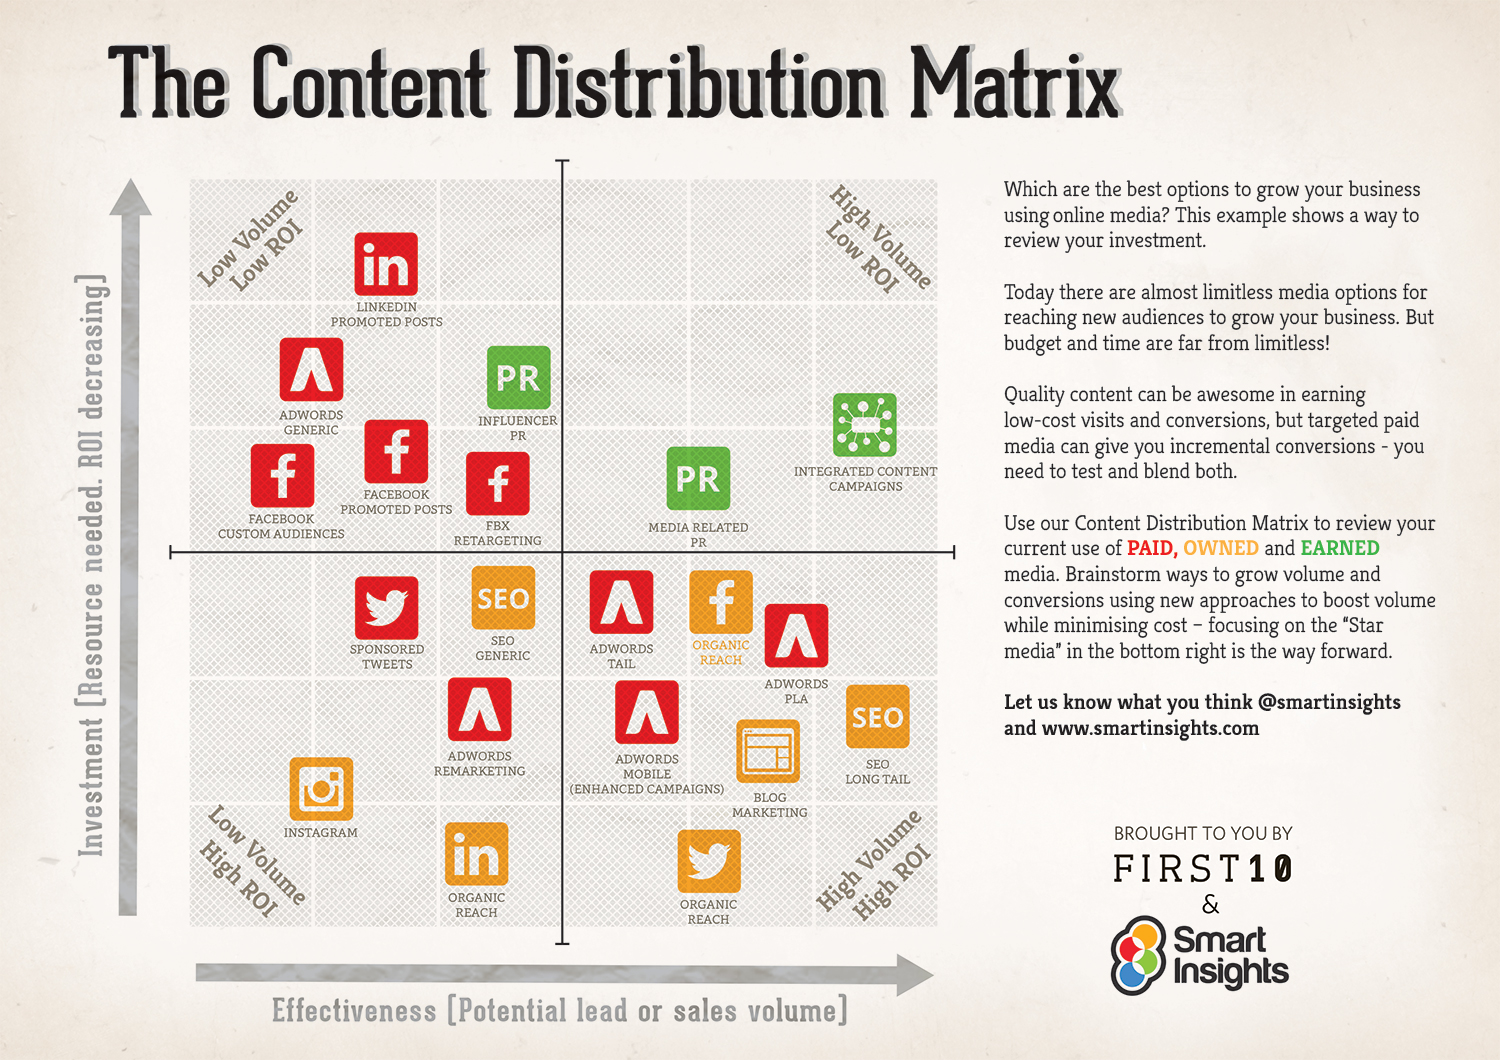 The Content Distribution Matrix
Investment [Resource needed. ROI decreasing]
Low Volume
Low ROI
High Volume
Low ROI
in
LINKEDIN
PROMOTED POSTS
ADWORDS
GENERIC
PR
INFLUENCER
PR
f
FACEBOOK
PROMOTED POSTS
f
FACEBOOK
CUSTOM AUDIENCES
f
FBX
RETARGETING
PR
MEDIA RELATED
PR
INTEGRATED CONTENT
CAMPAIGNS
SPONSORED
TWEETS
SEO
SEO
GENERIC
ADWORDS
TAIL
f
ORGANIC
REACH
ADWORDS
PLA
ADWORDS
REMARKETING
ADWORDS
MOBILE
(ENHANCED CAMPAIGNS)
BLOG
MARKETING
SEO
SEO
LONG TAIL
INSTAGRAM
in
ORGANIC
REACH
ORGANIC
REACH
Low Volume
High ROI
High Volume
High ROI
Effectiveness [Potential lead or sales volume]
Which are the best options to grow your business
using online media? This example shows a way to
review your investment.
Today there are almost limitless media options for
reaching new audiences to grow your business. But
budget and time are far from limitless!
Quality content can be awesome in earning
low-cost visits and conversions, but targeted paid
media can give you incremental conversions - you
need to test and blend both.
Use our Content Distribution Matrix to review your
current use of PAID, OWNED and EARNED
media. Brainstorm ways to grow volume and
conversions using new approaches to boost volume
while minimising cost – focusing on the “Star
media” in the bottom right is the way forward.
Let us know what you think @smartinsights
and www.smartinsights.com
BROUGHT TO YOU BY
FIRST10
&
Smart
Insights